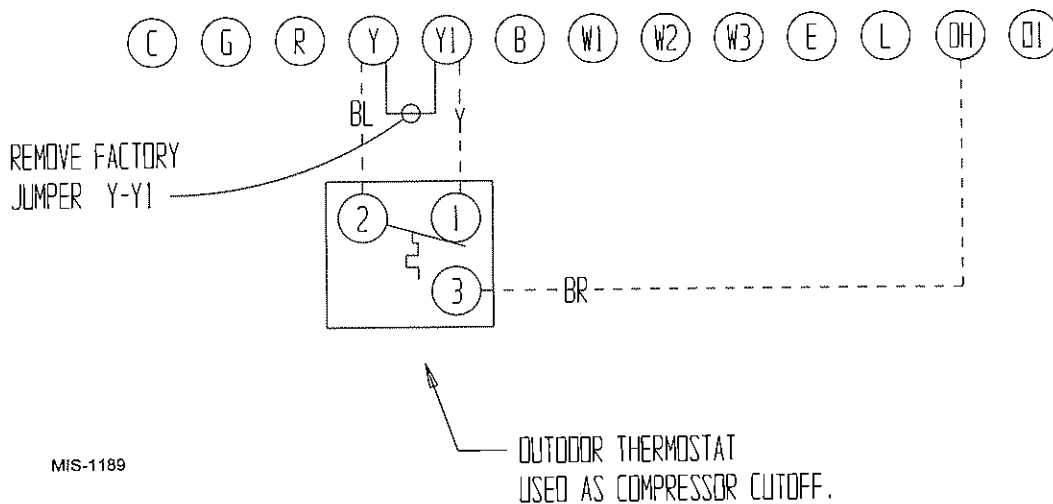 C G R Y Y1 B W1 W2 W3 E L OH O1
BL Y
REMOVE FACTORY
JUMPER Y-Y1
2 1
3 BR
OUTDOOR THERMOSTAT
USED AS COMPRESSOR CUTOFF.
MIS-1189